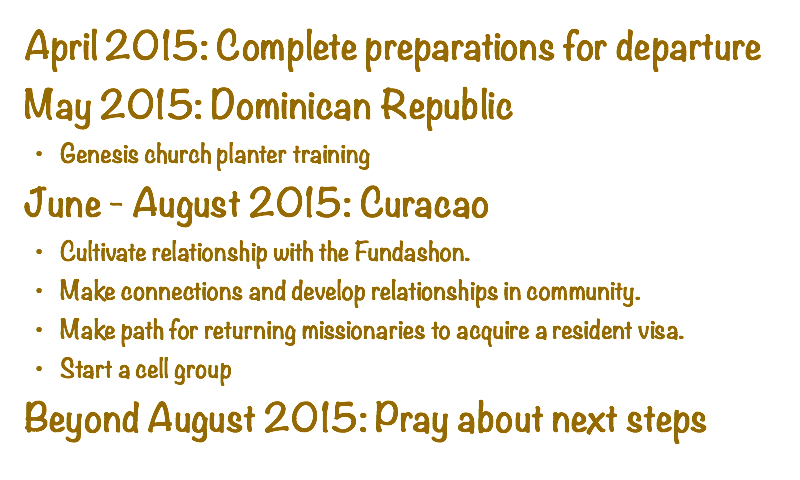 April 2015: Complete preparations for departure
May 2015: Dominican Republic
• Genesis church planter training
June - August 2015: Curacao
• Cultivate relationship with the Fundashon.
• Make connections and develop relationships in community.
• Make path for returning missionaries to acquire a resident visa.
• Start a cell group
Beyond August 2015: Pray about next steps